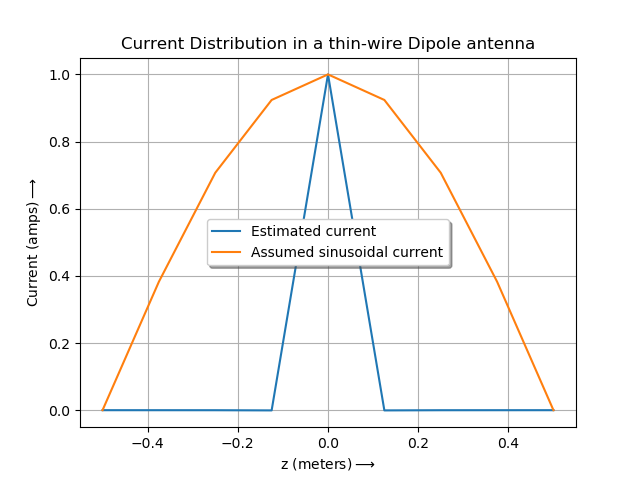 Current Distribution in a thin-wire Dipole antenna
1.0
0.8
0.6
0.4
0.2
0.0
Current (amps) ⟶
Estimated current
Assumed sinusoidal current
−0.4
−0.2
0.0
0.2
0.4
z (meters) ⟶